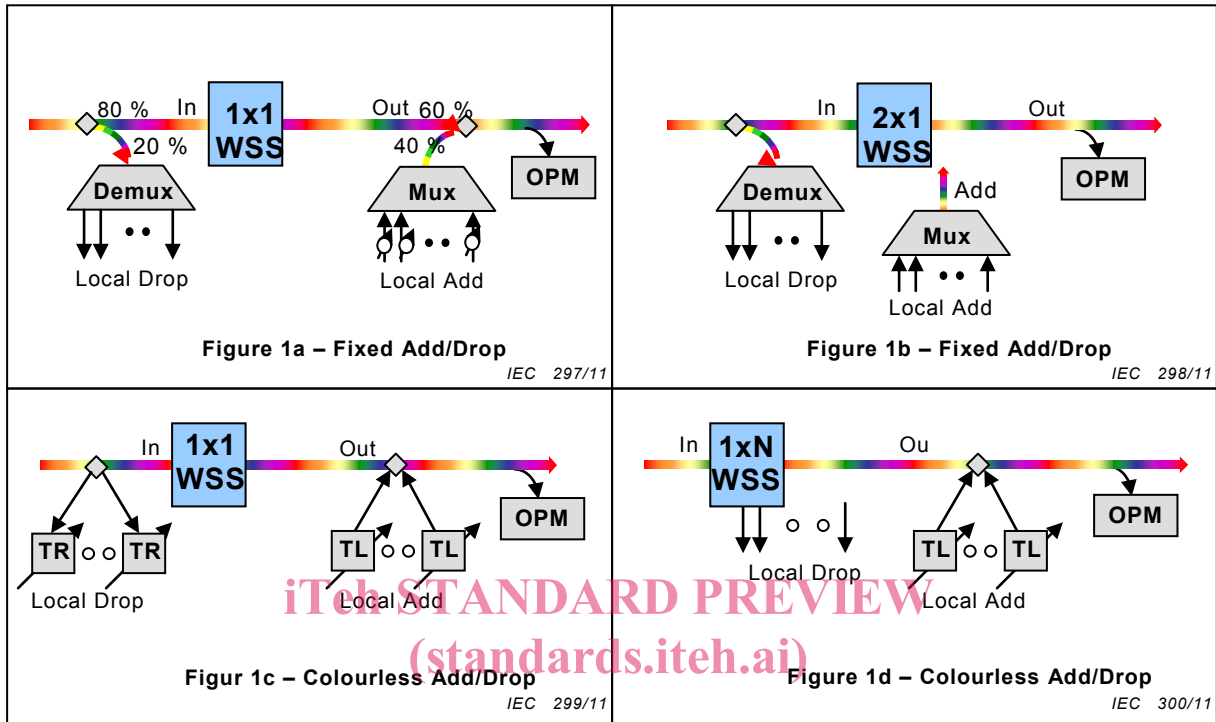 80 %
In
1x1
WSS
Out
60 %
20 %
40 %
Demux
Mux
OPM
Local Drop
Local Add
Figure 1a – Fixed Add/Drop
IEC 297/11
In
2x1
WSS
Out
Demux
Add
OPM
Mux
Local Drop
Local Add
Figure 1b – Fixed Add/Drop
IEC 298/11
In
1x1
WSS
Out
OPM
TR
TR
TL
TL
Local Drop
Local Add
Figur 1c – Colourless Add/Drop
IEC 299/11
In
1xN
WSS
Ou
OPM
TL
TL
Local Drop
Local Add
Figure 1d – Colourless Add/Drop
IEC 300/11
iTeh STANDARD PREVIEW
(standards.iteh.ai)